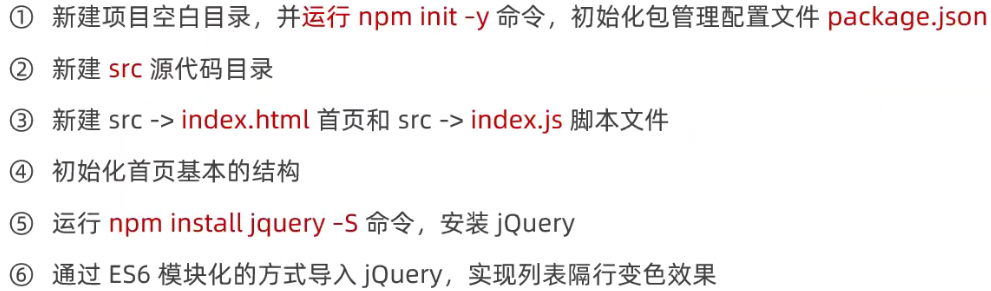 ① 新建项目空白目录，并运行 npm init –y 命令，初始化包管理配置文件 package.json
② 新建 src 源代码目录
③ 新建 src -> index.html 首页和 src -> index.js 脚本文件
④ 初始化首页基本的结构
⑤ 运行 npm install jquery –S 命令，安装 jQuery
⑥ 通过 ES6 模块化的方式导入 jQuery，实现列表隔行变色效果